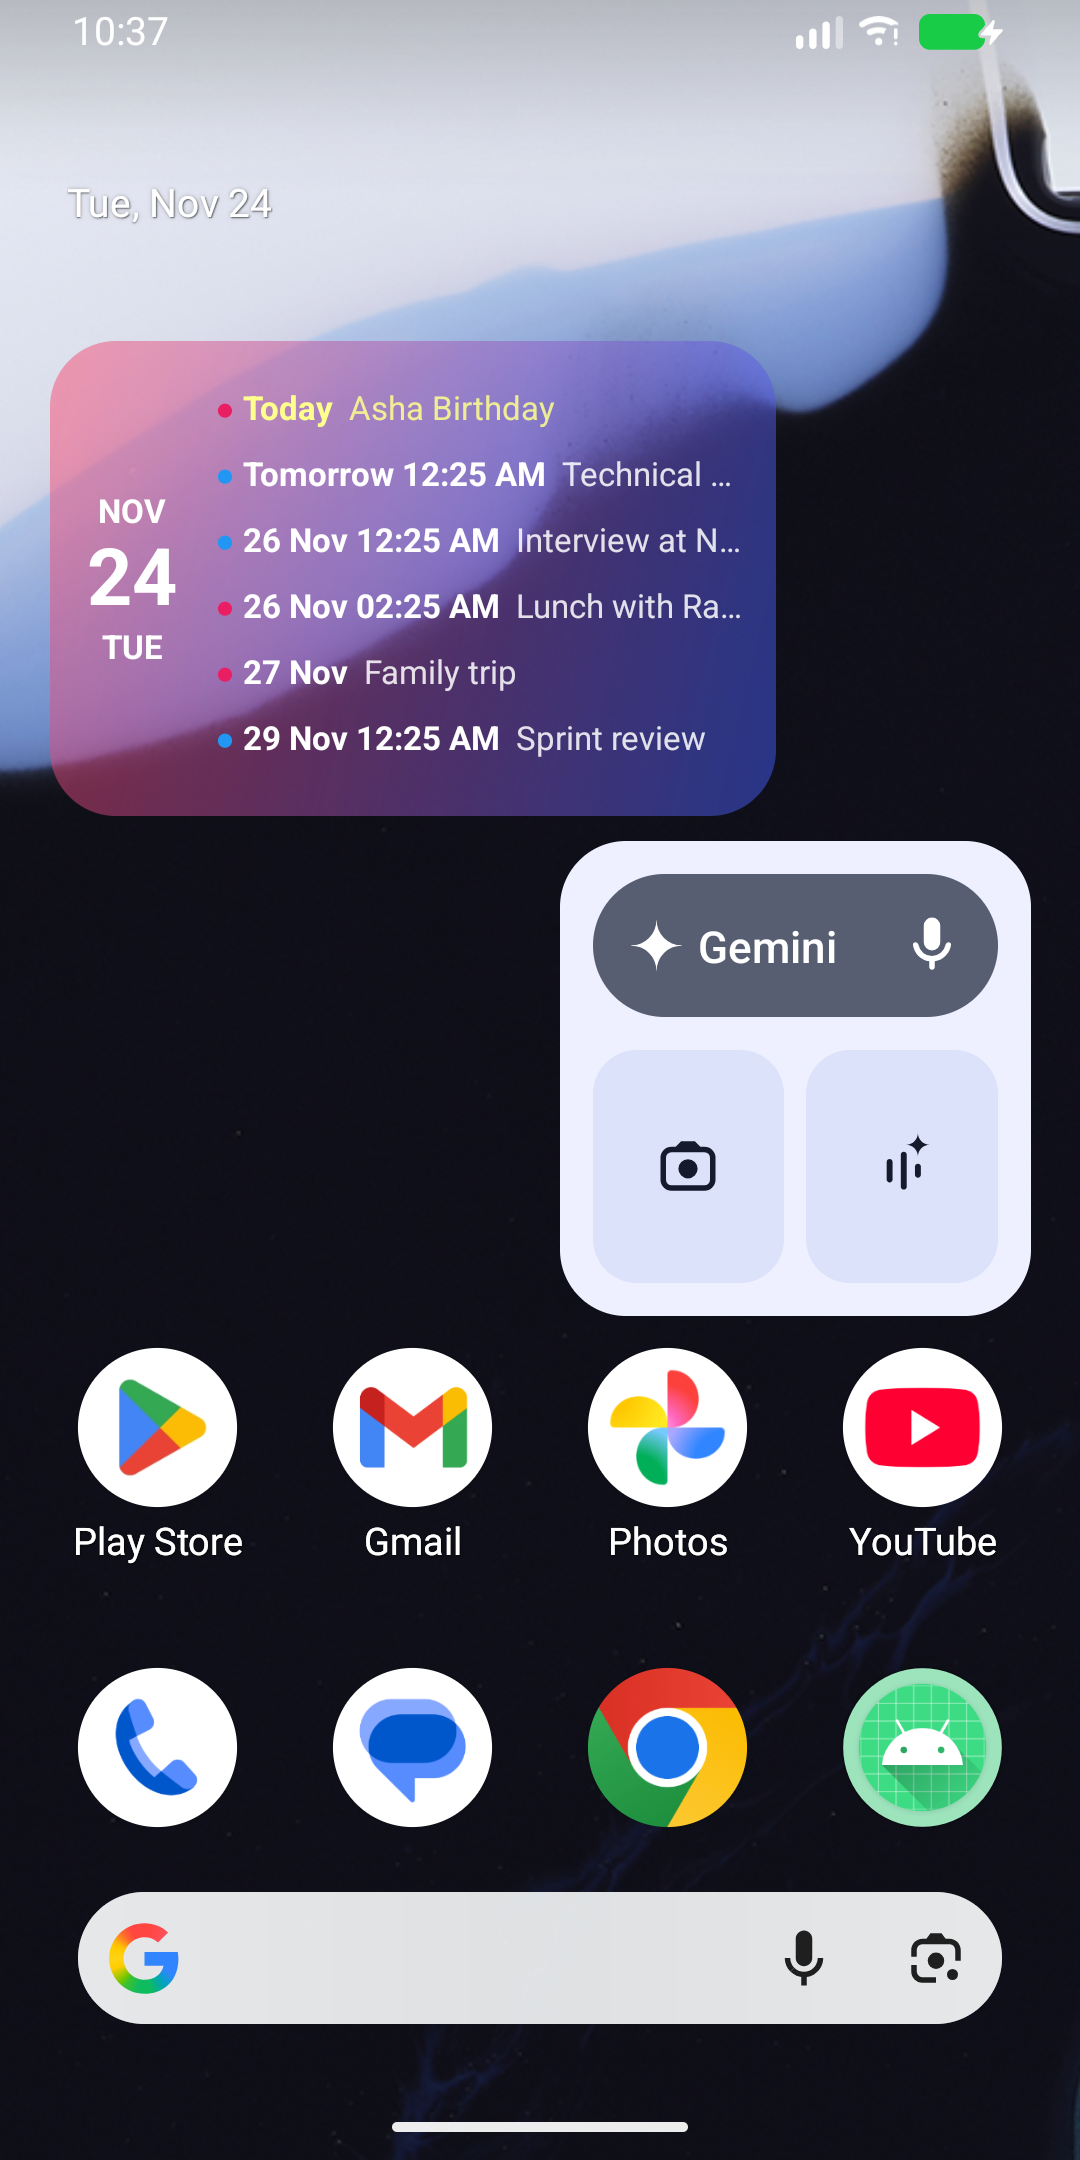 10:37
Tue, Nov 24
NOV
24
TUE
Today Asha Birthday
Tomorrow 12:25 AM Technical ...
26 Nov 12:25 AM Interview at N...
26 Nov 02:25 AM Lunch with Ra...
27 Nov Family trip
29 Nov 12:25 AM Sprint review
Gemini
Play Store Gmail Photos YouTube